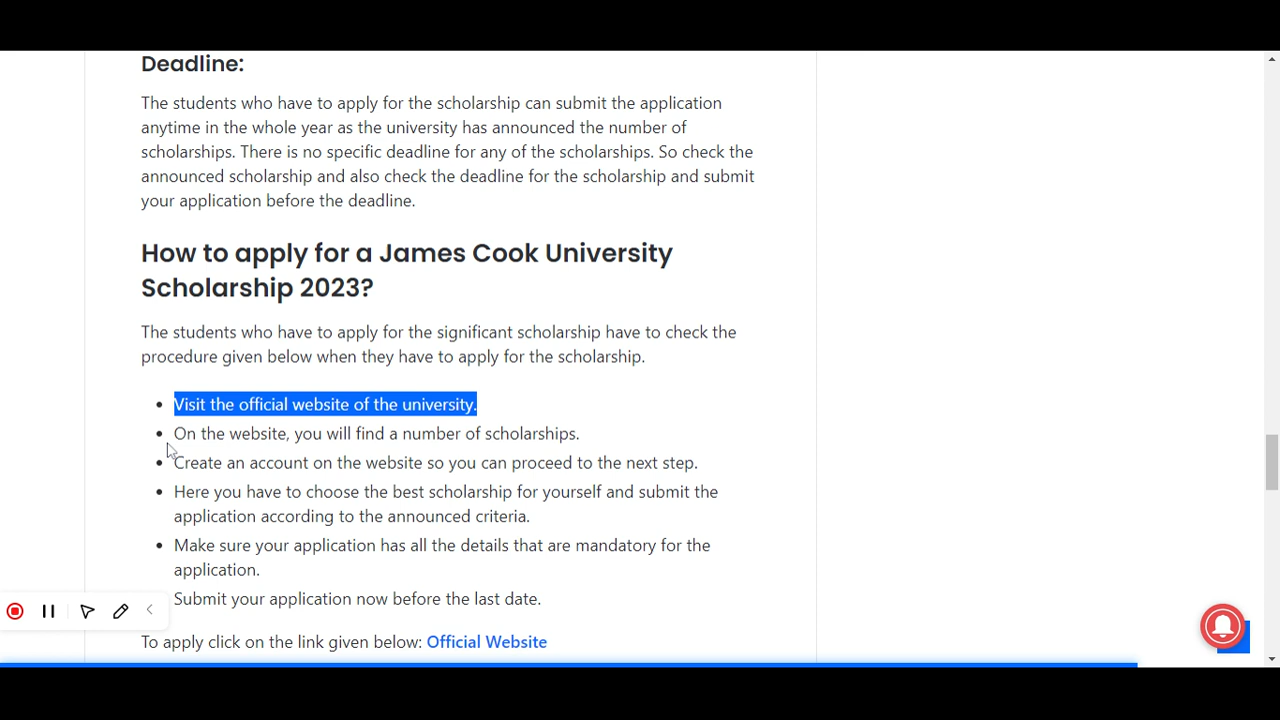 Deadline:
The students who have to apply for the scholarship can submit the application
anytime in the whole year as the university has announced the number of
scholarships. There is no specific deadline for any of the scholarships. So check the
announced scholarship and also check the deadline for the scholarship and submit
your application before the deadline.
How to apply for a James Cook University
Scholarship 2023?
The students who have to apply for the significant scholarship have to check the
procedure given below when they have to apply for the scholarship.
Visit the official website of the university.
On the website, you will find a number of scholarships.
Create an account on the website so you can proceed to the next step.
Here you have to choose the best scholarship for yourself and submit the
application according to the announced criteria.
Make sure your application has all the details that are mandatory for the
application.
Submit your application now before the last date.
To apply click on the link given below: Official Website